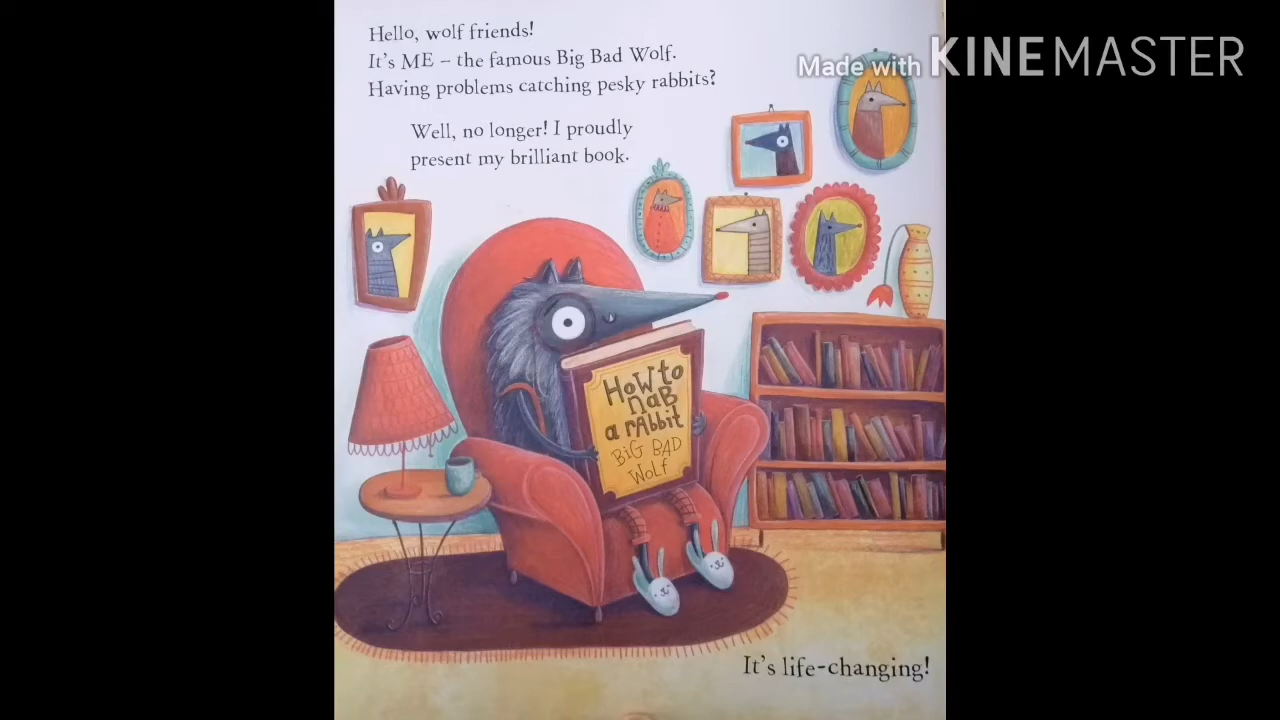 Hello, wolf friends!
It's ME – the famous Big Bad Wolf.
Having problems catching pesky rabbits?
Well, no longer! I proudly
present my brilliant book.
Made with KINEMASTER
How to
naB
a rAbbit
BiG BAD
WoLf
It's life-changing!